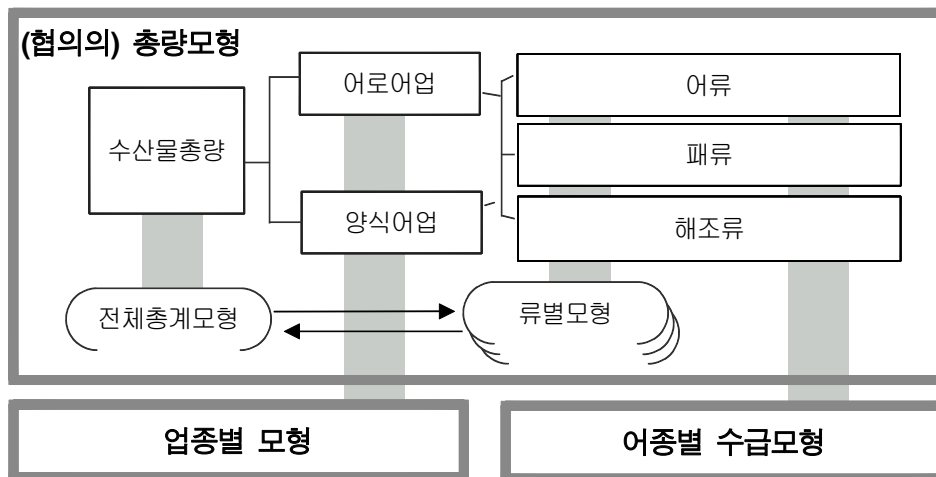 (협의의) 총량모형
어로어업
어류
수산물총량
패류
양식어업
해조류
전체총계모형
류별모형
업종별 모형
어종별 수급모형